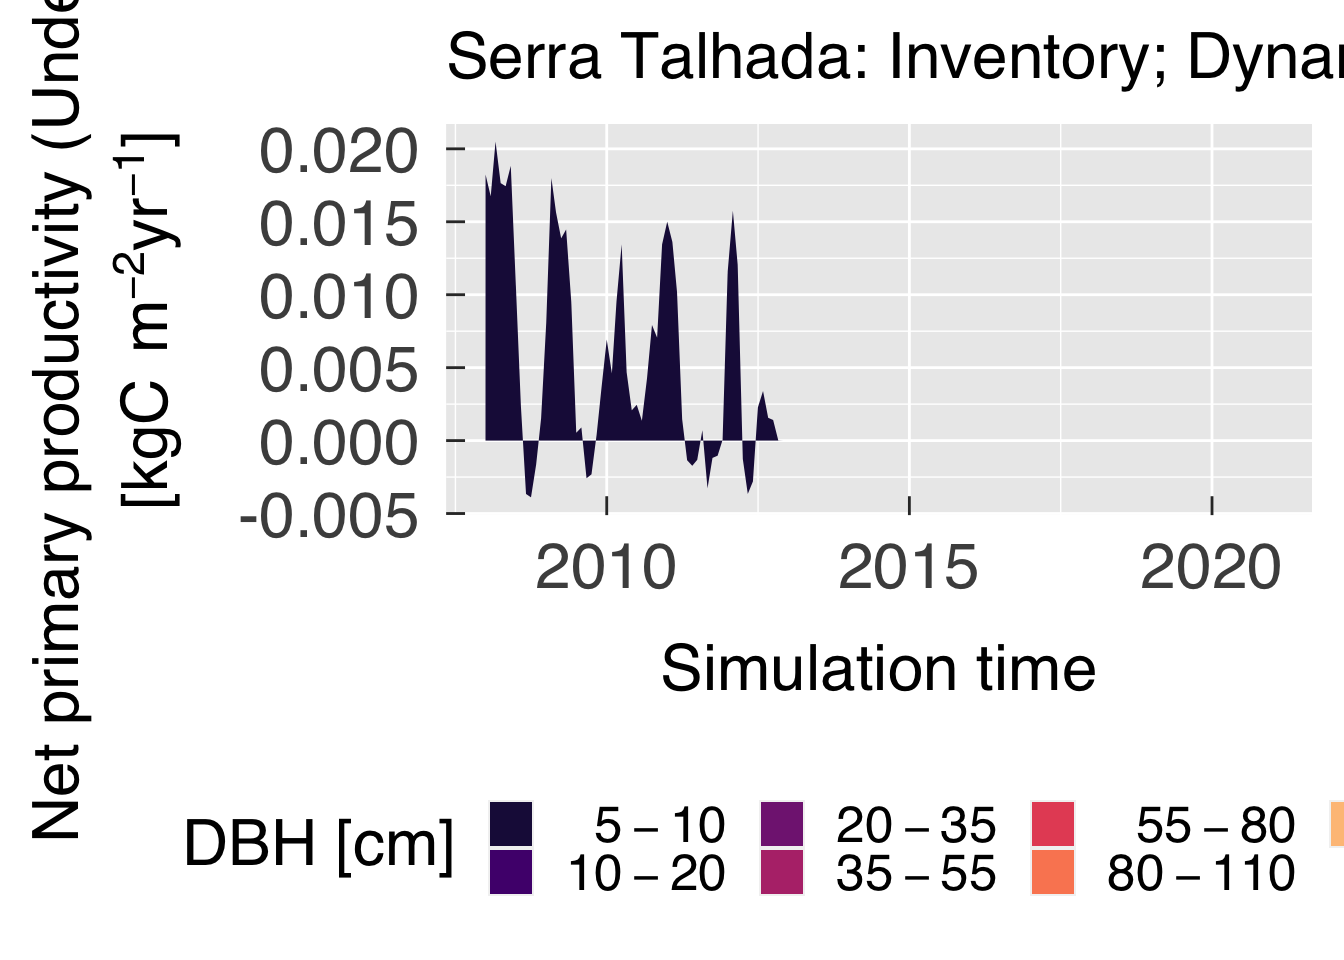 Serra Talhada: Inventory; Dynar
Net primary productivity (Unde
[kgC m⁻²yr⁻¹]
0.020
0.015
0.010
0.005
0.000
-0.005
2010 2015 2020
Simulation time
DBH [cm]
5 – 10 20 – 35 55 – 80
10 – 20 35 – 55 80 – 110